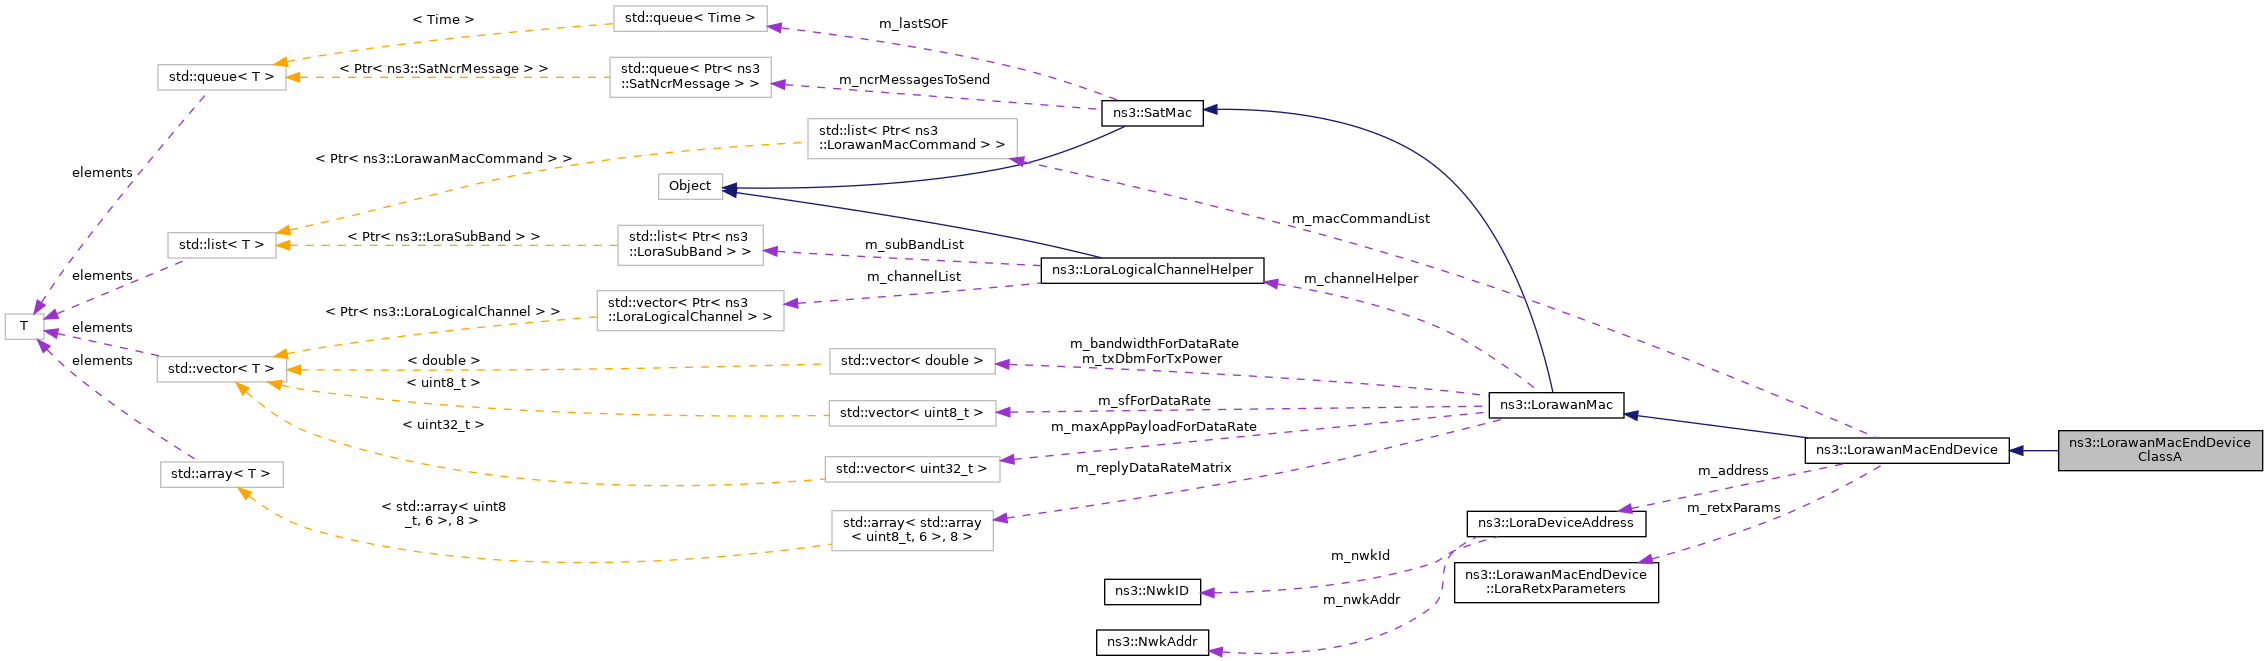 std::queue< Time >
< Time >
m_lastSOF
std::queue< T >
< Ptr< ns3::SatNcrMessage > >
std::queue< Ptr< ns3
::SatNcrMessage > >
m_ncrMessagesToSend
ns3::SatMac
std::list< Ptr< ns3
::LorawanMacCommand > >
< Ptr< ns3::LorawanMacCommand > >
elements
Object
m_macCommandList
std::list< T >
< Ptr< ns3::LoraSubBand > >
std::list< Ptr< ns3
::LoraSubBand > >
m_subBandList
ns3::LoraLogicalChannelHelper
elements
m_channelList
m_channelHelper
std::vector< Ptr< ns3
::LoraLogicalChannel > >
< Ptr< ns3::LoraLogicalChannel > >
T
elements
m_bandwidthForDataRate
m_txDbmForTxPower
elements
< double >
std::vector< double >
std::vector< T >
< uint8_t >
m_sfForDataRate
ns3::LorawanMac
std::vector< uint8_t >
< uint32_t >
m_maxAppPayloadForDataRate
ns3::LorawanMacEndDevice
ns3::LorawanMacEndDevice
ClassA
std::vector< uint32_t >
m_replyDataRateMatrix
m_address
std::array< T >
< std::array< uint8
_t, 6 >, 8 >
m_retxParams
std::array< std::array
< uint8_t, 6 >, 8 >
ns3::LoraDeviceAddress
m_nwkId
ns3::LorawanMacEndDevice
::LoraRetxParameters
ns3::NwkID
m_nwkAddr
ns3::NwkAddr